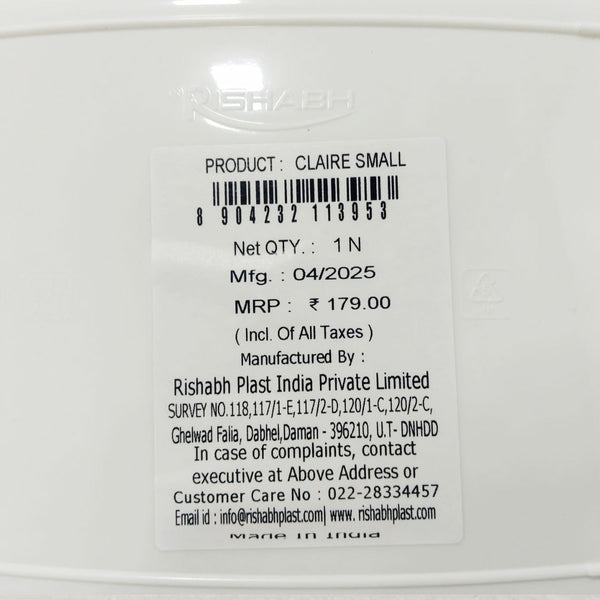 RISHABH
PRODUCT : CLAIRE SMALL
8 904232 113953
Net QTY. : 1 N
Mfg. : 04/2025
MRP : ₹ 179.00
( Incl. Of All Taxes )
Manufactured By :
Rishabh Plast India Private Limited
SURVEY NO.118,117/1-E,117/2-D,120/1-C,120/2-C,
Ghelwad Falia, Dabhel,Daman - 396210, U.T- DNHDD
In case of complaints, contact
executive at Above Address or
Customer Care No : 022-28334457
Email id : info@rishabhplast.com| www. rishabhplast.com
Made in India